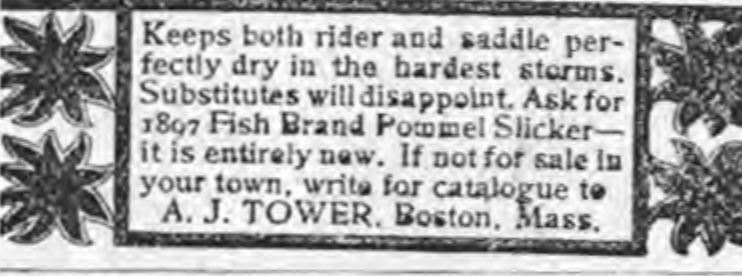 Keeps both rider and saddle per-
fectly dry in the hardest storms.
Substitutes will disappoint. Ask for
1897 Fish Brand Pommel Slicker—
it is entirely new. If not for sale in
your town, write for catalogue to
A. J. TOWER, Boston, Mass.